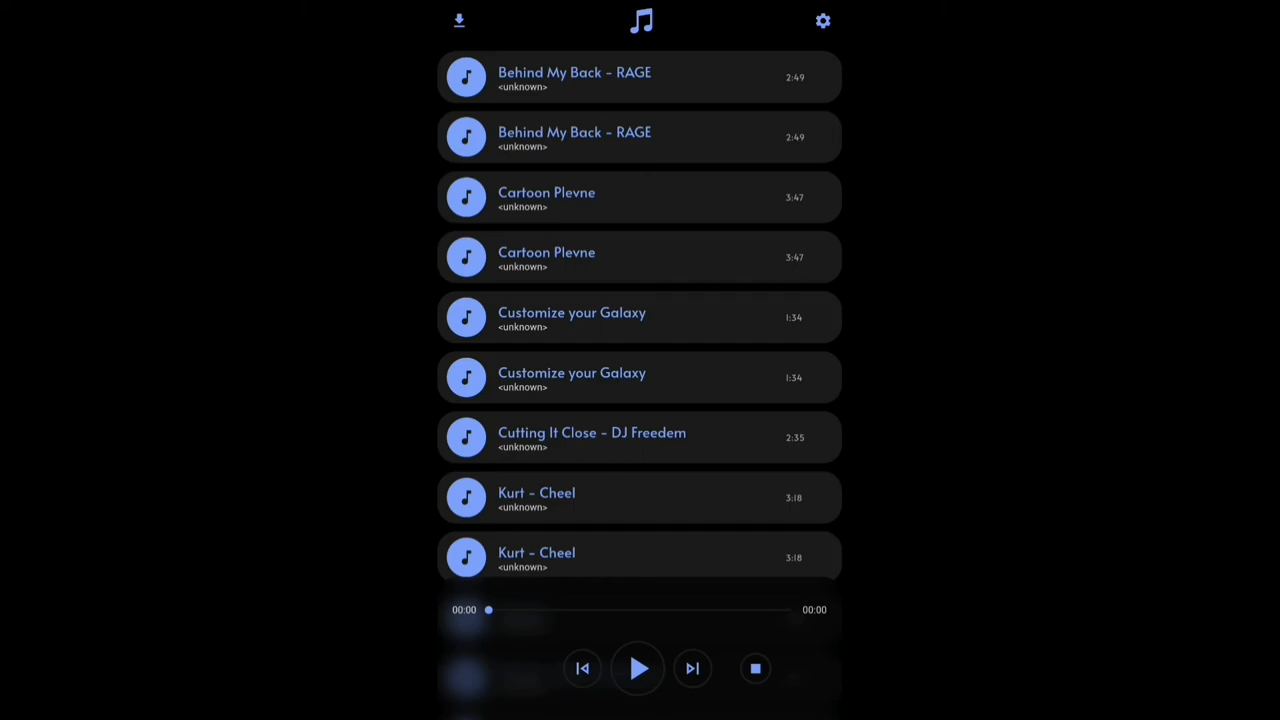 Behind My Back - RAGE
<unknown>
2:49
Behind My Back - RAGE
<unknown>
2:49
Cartoon Plevne
<unknown>
3:47
Cartoon Plevne
<unknown>
3:47
Customize your Galaxy
<unknown>
1:34
Customize your Galaxy
<unknown>
1:34
Cutting It Close - DJ Freedem
<unknown>
2:35
Kurt - Cheel
<unknown>
3:18
Kurt - Cheel
<unknown>
3:18
00:00
00:00